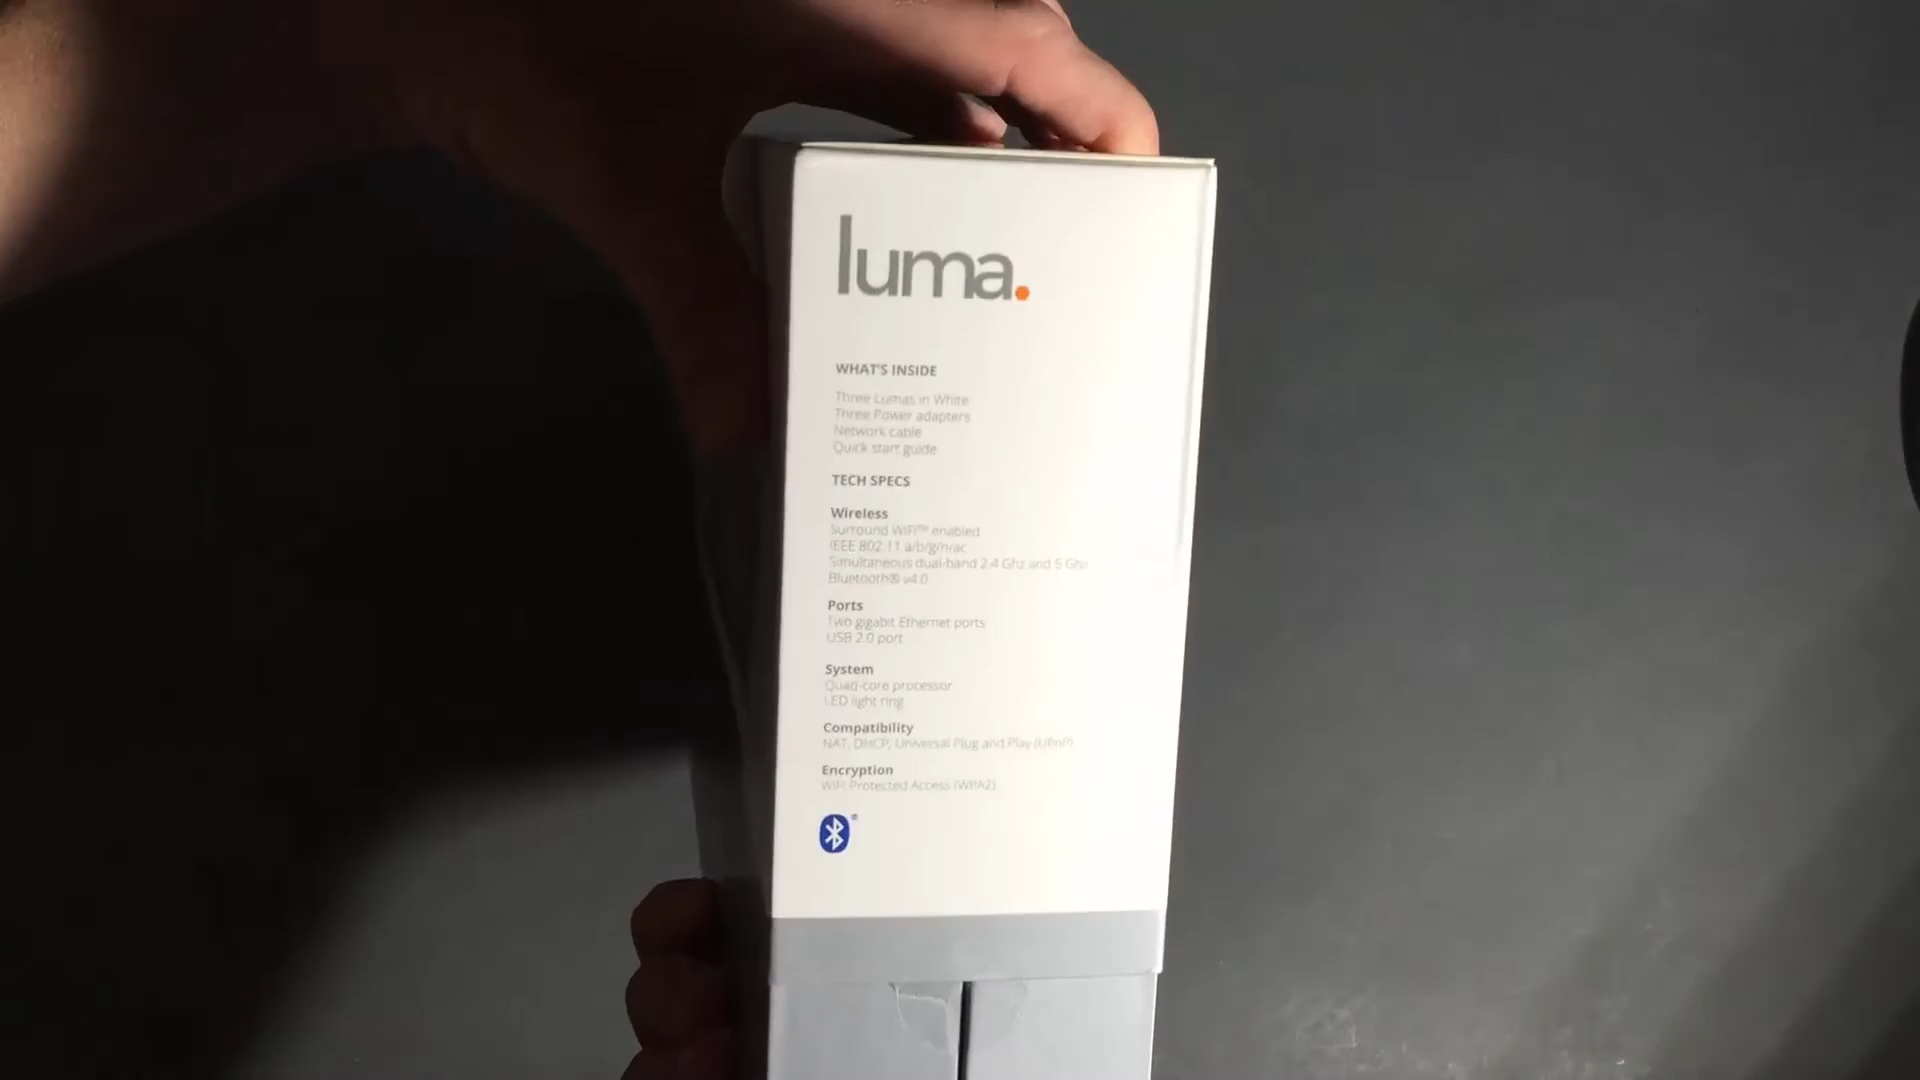 luma.
WHAT'S INSIDE
Three Lumas in White
Three Power adapters
Network cable
Quick start guide
TECH SPECS
Wireless
Surround WiFi™ enabled
IEEE 802.11 a/b/g/n/ac
Simultaneous dual-band 2.4 Ghz and 5 Ghz
Bluetooth® v4.0
Ports
Two gigabit Ethernet ports
USB 2.0 port
System
Quad-core processor
LED light ring
Compatibility
NAT, DHCP, Universal Plug and Play (UPnP)
Encryption
WiFi Protected Access (WPA2)
®